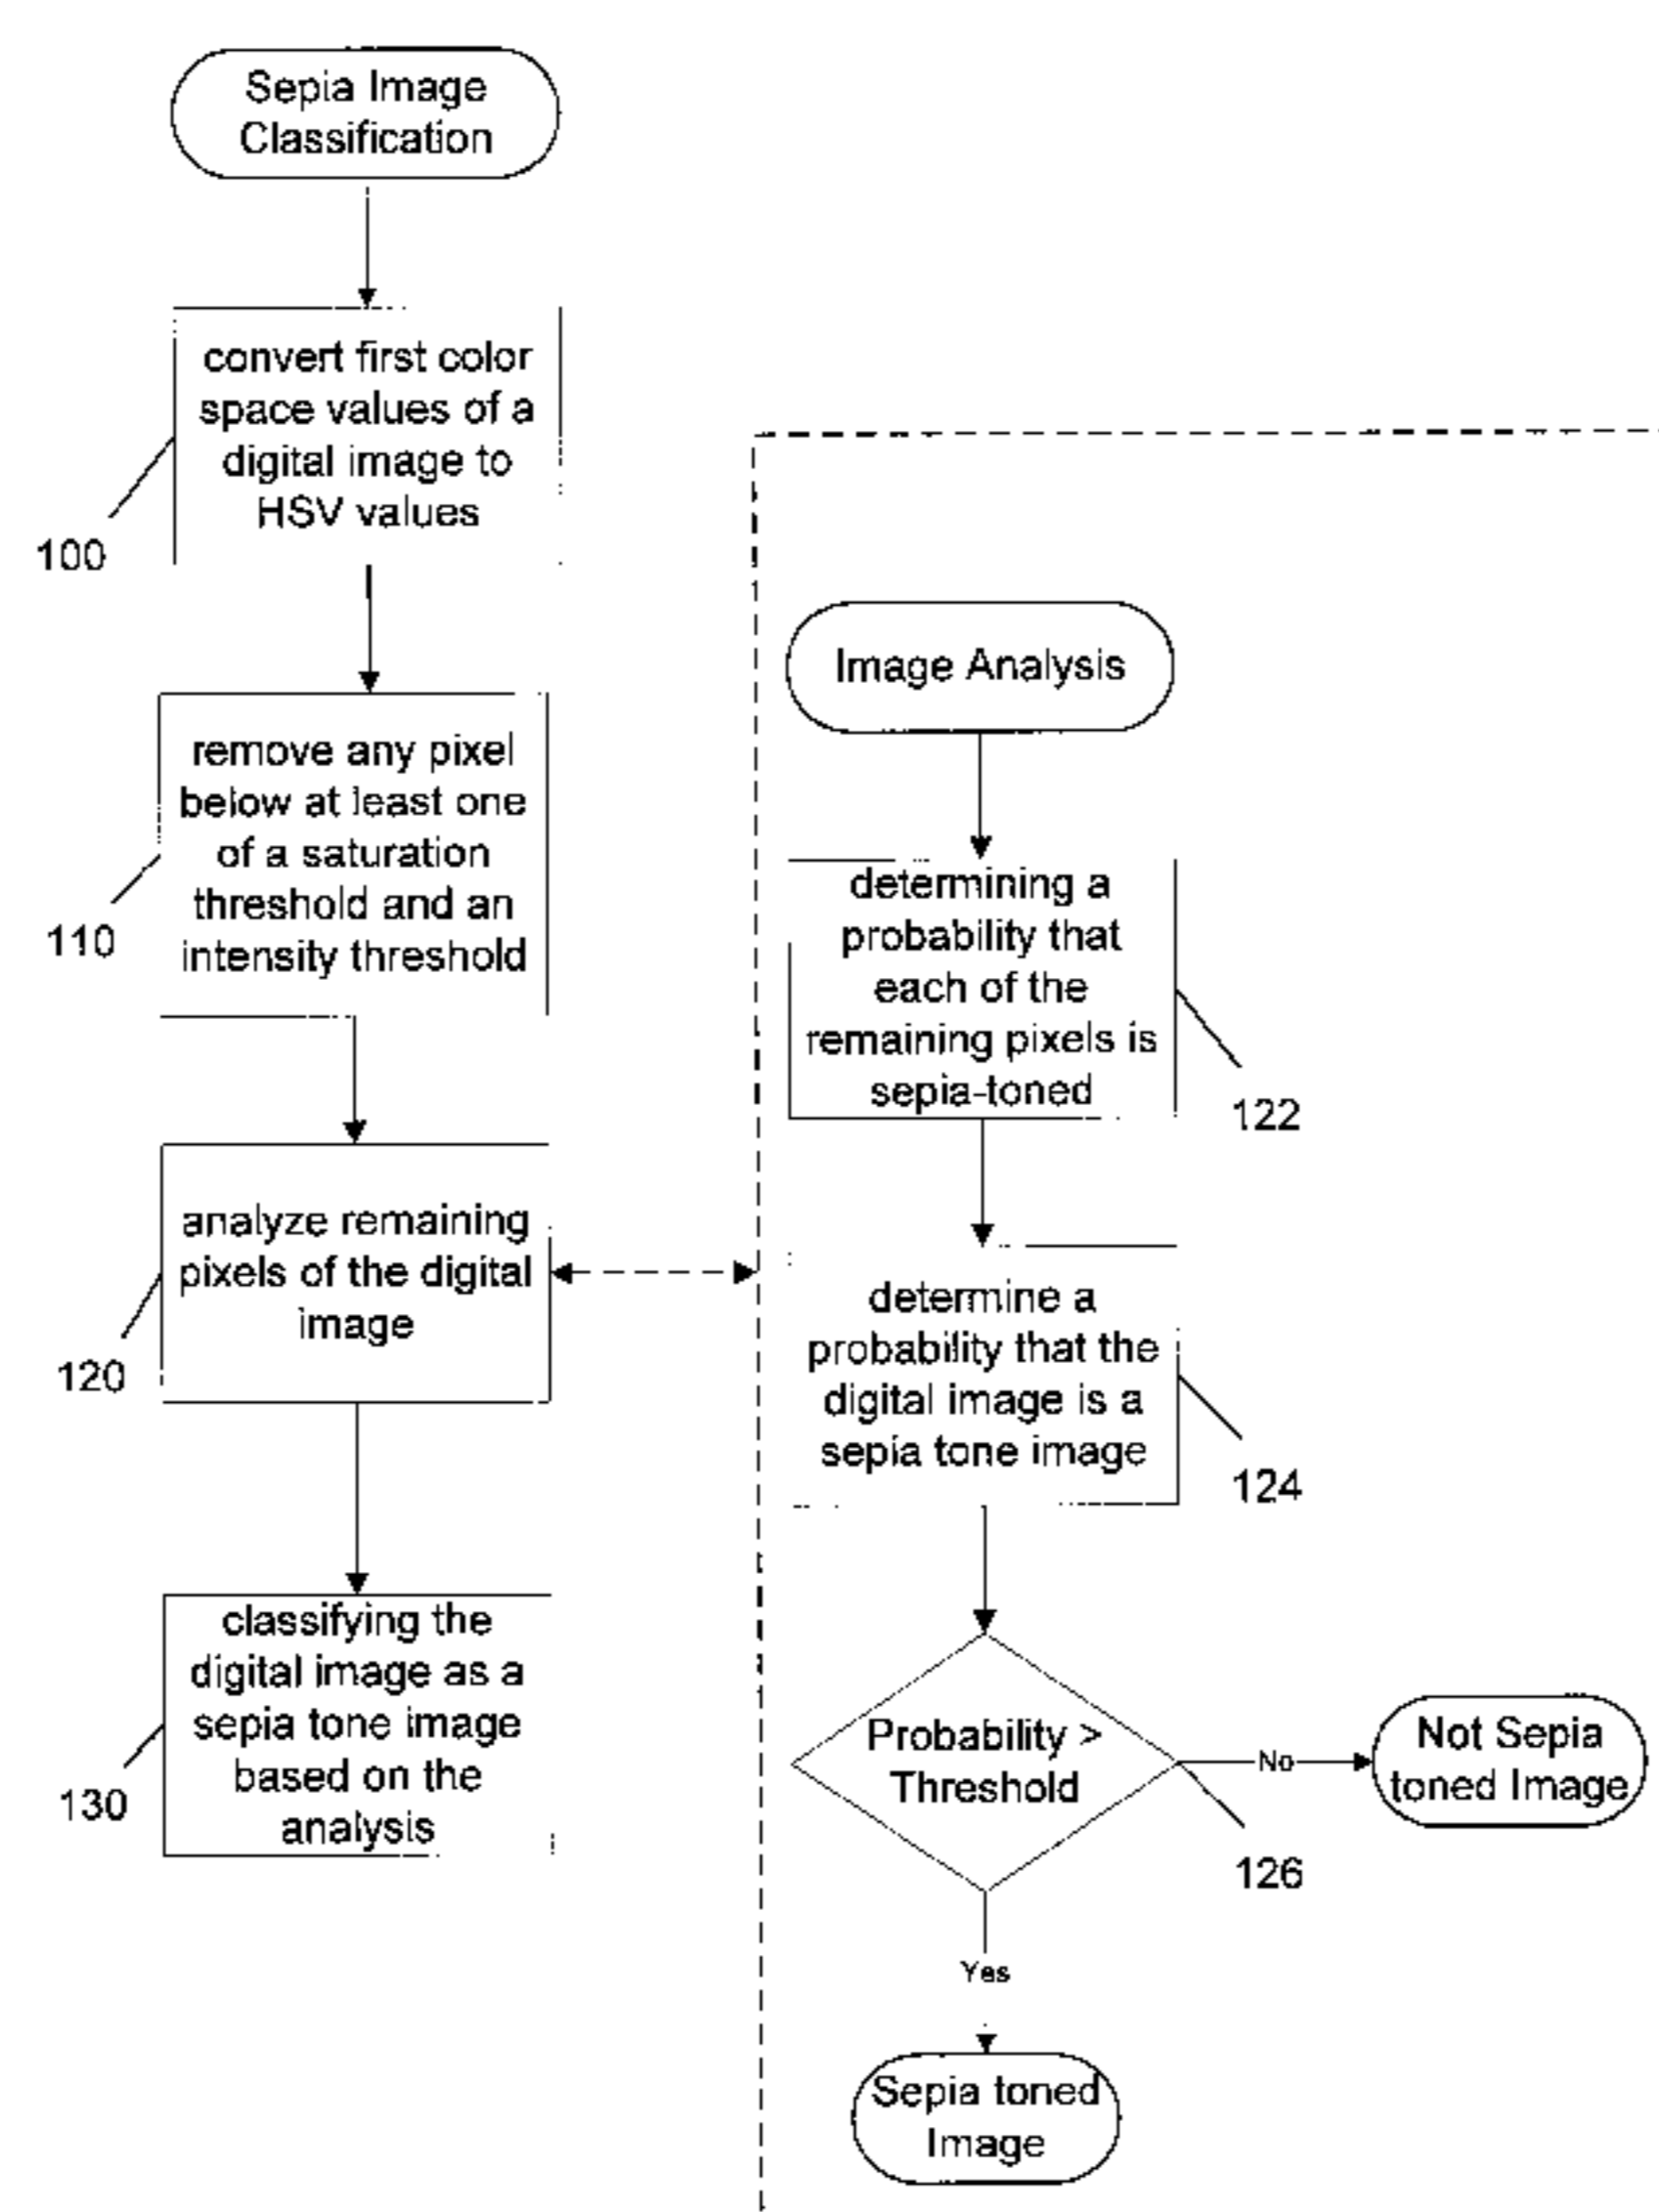 Sepia Image
Classification
convert first color
space values of a
digital image to
HSV values
100
remove any pixel
below at least one
of a saturation
threshold and an
intensity threshold
110
analyze remaining
pixels of the digital
image
120
classifying the
digital image as a
sepia tone image
based on the
analysis
130
Image Analysis
determining a
probability that
each of the
remaining pixels is
sepia-toned
122
determine a
probability that the
digital image is a
sepia tone image
124
Probability >
Threshold
126
No
Not Sepia
toned Image
Yes
Sepia toned
Image